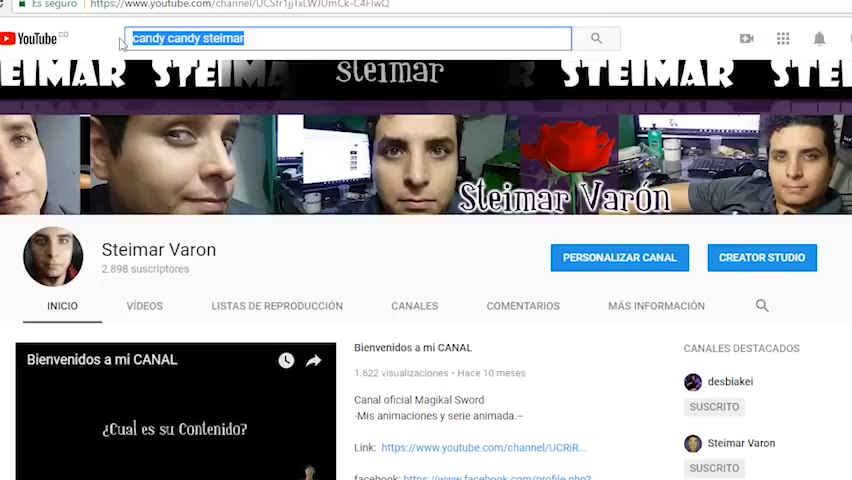 Es seguro | https://www.youtube.com/channel/UCSfr1jjTxLWJUmCk-C4FIwQ
YouTube CO
candy candy steimar
STEIMAR
Steimar
STEI
Steimar Varón
Steimar Varon
2.898 suscriptores
PERSONALIZAR CANAL
CREATOR STUDIO
INICIO VÍDEOS LISTAS DE REPRODUCCIÓN CANALES COMENTARIOS MÁS INFORMACIÓN
Bienvenidos a mi CANAL
¿Cual es su Contenido?
Bienvenidos a mi CANAL
1.622 visualizaciones • Hace 10 meses
Canal oficial Magikal Sword
-Mis animaciones y serie animada.--
Link: https://www.youtube.com/channel/UCRiR...
facebook: https://www.facebook.com/profile.php?
CANALES DESTACADOS
desbiakei
SUSCRITO
Steimar Varon
SUSCRITO